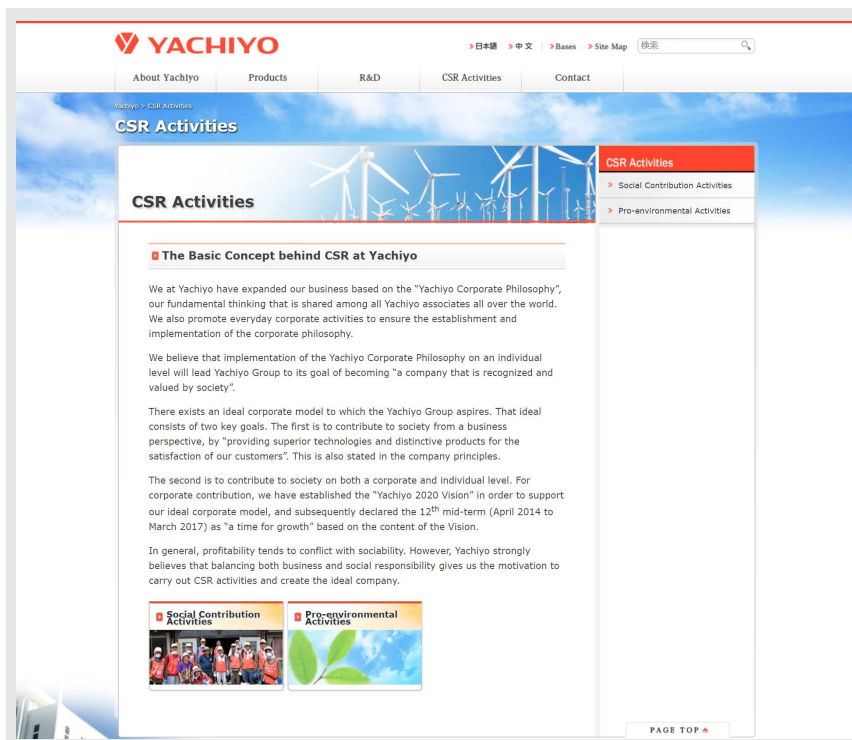 YACHIYO
日本語 中 文 Bases Site Map 検索
About Yachiyo Products R&D CSR Activities Contact
Yachiyo > CSR Activities
CSR Activities
CSR Activities
CSR Activities
Social Contribution Activities
Pro-environmental Activities
The Basic Concept behind CSR at Yachiyo
We at Yachiyo have expanded our business based on the “Yachiyo Corporate Philosophy”,
our fundamental thinking that is shared among all Yachiyo associates all over the world.
We also promote everyday corporate activities to ensure the establishment and
implementation of the corporate philosophy.
We believe that implementation of the Yachiyo Corporate Philosophy on an individual
level will lead Yachiyo Group to its goal of becoming “a company that is recognized and
valued by society”.
There exists an ideal corporate model to which the Yachiyo Group aspires. That ideal
consists of two key goals. The first is to contribute to society from a business
perspective, by “providing superior technologies and distinctive products for the
satisfaction of our customers”. This is also stated in the company principles.
The second is to contribute to society on both a corporate and individual level. For
corporate contribution, we have established the “Yachiyo 2020 Vision” in order to support
our ideal corporate model, and subsequently declared the 12th mid-term (April 2014 to
March 2017) as “a time for growth” based on the content of the Vision.
In general, profitability tends to conflict with sociability. However, Yachiyo strongly
believes that balancing both business and social responsibility gives us the motivation to
carry out CSR activities and create the ideal company.
Social Contribution
Activities
Pro-environmental
Activities
PAGE TOP